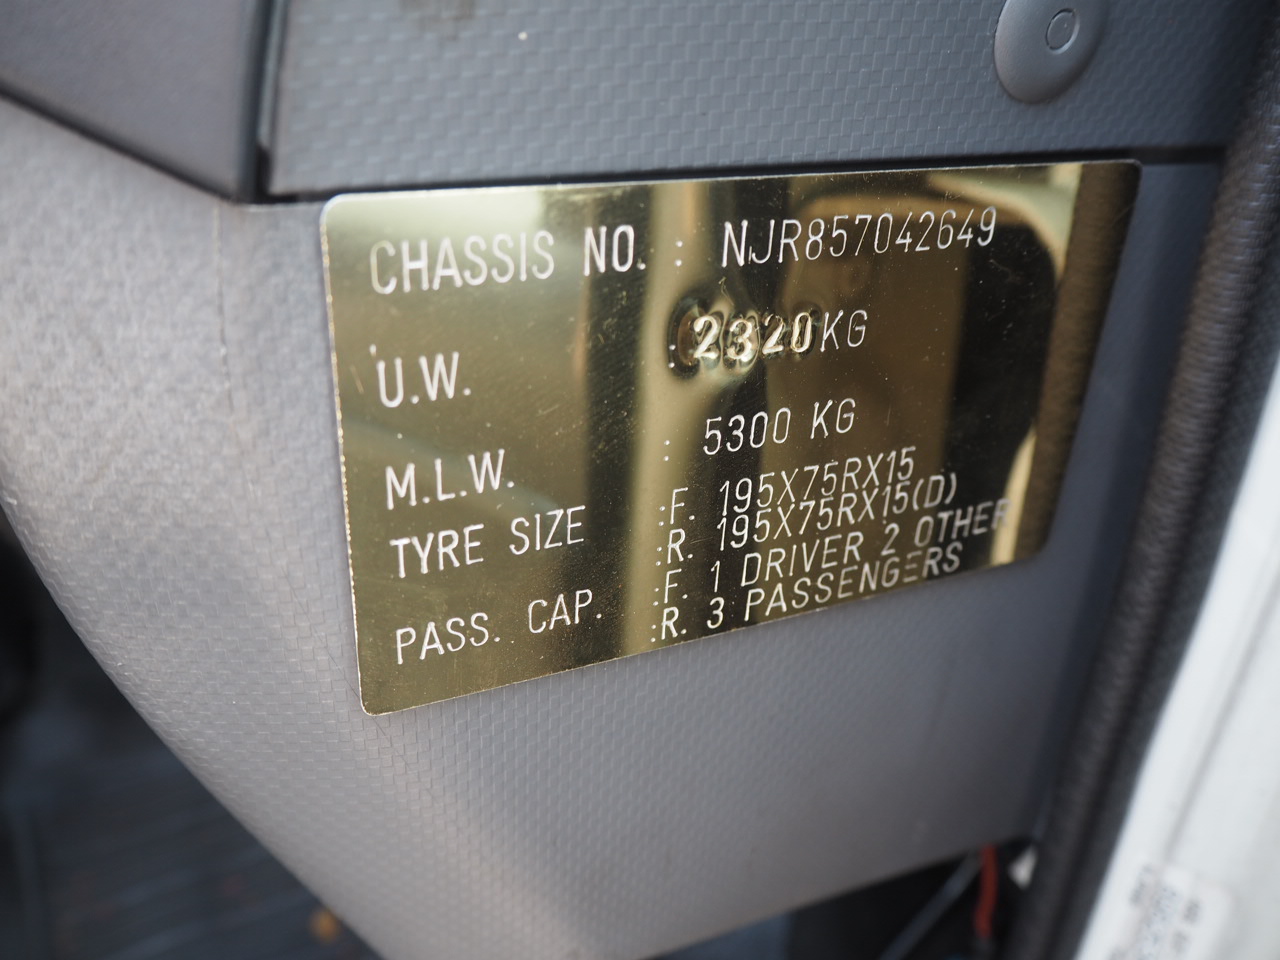 CHASSIS NO. : NJR857042649
U.W. : 2320KG
M.L.W. : 5300 KG
TYRE SIZE :F. 195X75RX15
:R. 195X75RX15(D)
PASS. CAP. :F. 1 DRIVER 2 OTHER
:R. 3 PASSENGERS